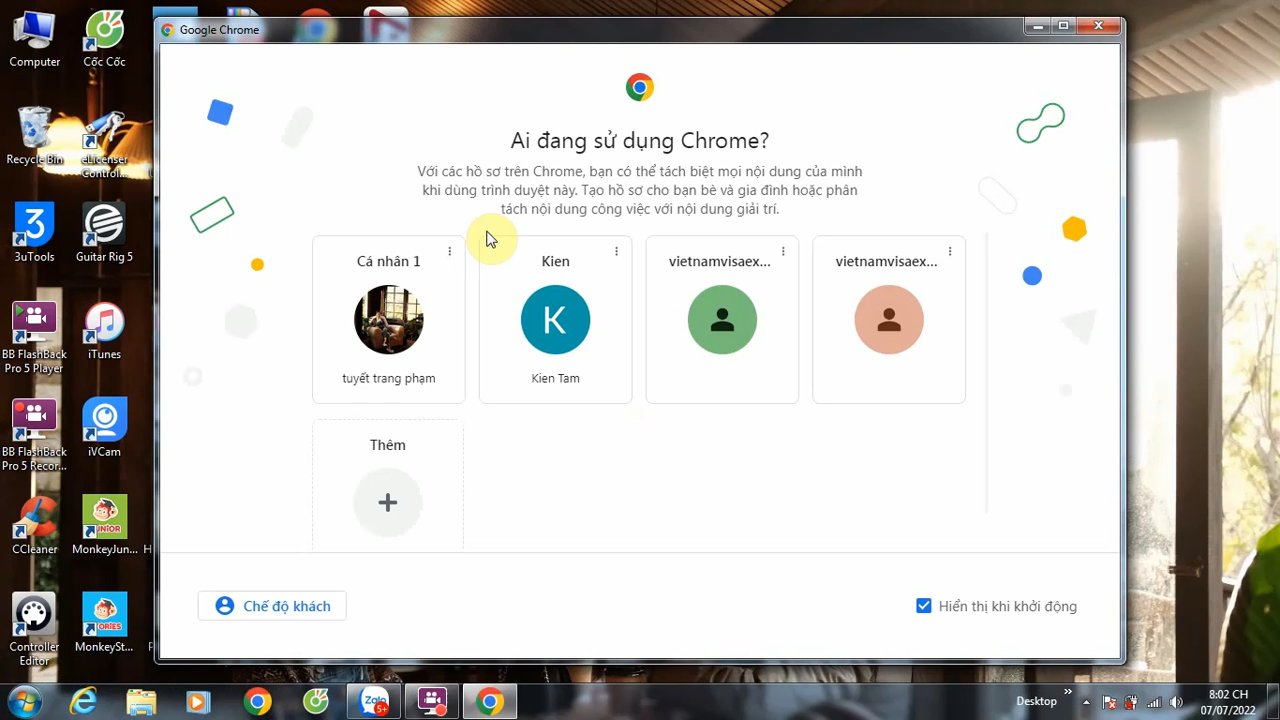 Google Chrome
Ai đang sử dụng Chrome?
Với các hồ sơ trên Chrome, bạn có thể tách biệt mọi nội dung của mình
khi dùng trình duyệt này. Tạo hồ sơ cho bạn bè và gia đình hoặc phân
tách nội dung công việc với nội dung giải trí.
Cá nhân 1
tuyết trang phạm
Kien
K
Kien Tam
vietnamvisaex...
vietnamvisaex...
Thêm
Chế độ khách
Hiển thị khi khởi động
Computer
Cốc Cốc
Recycle Bin
eLicenser
Control...
3
3uTools
Guitar Rig 5
BB FlashBack
Pro 5 Player
iTunes
BB FlashBack
Pro 5 Recor...
iVCam
CCleaner
JUNIOR
MonkeyJun...
H
Controller
Editor
MonkeySt...
Zalo
5+
Desktop
8:02 CH
07/07/2022